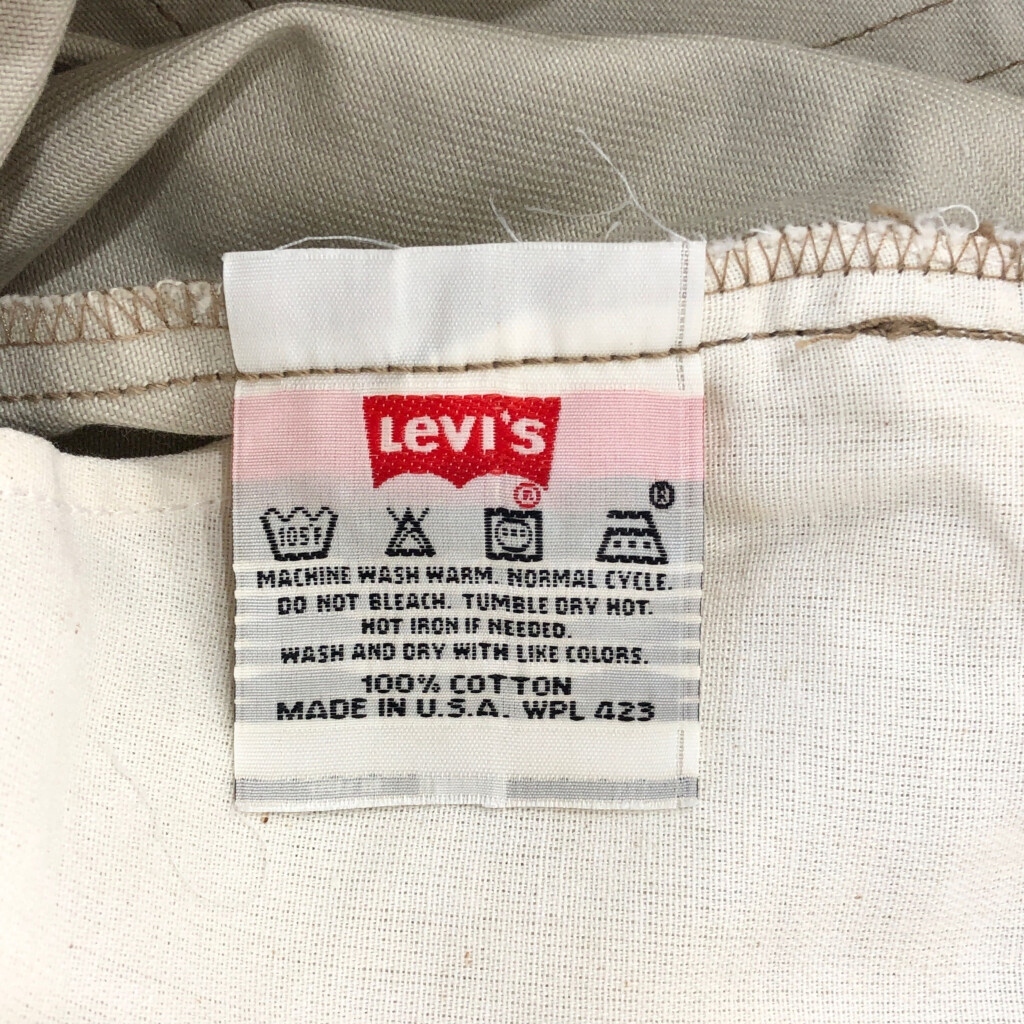 Levi's
®
®
105F
MACHINE WASH WARM. NORMAL CYCLE.
DO NOT BLEACH. TUMBLE DRY HOT.
HOT IRON IF NEEDED.
WASH AND DRY WITH LIKE COLORS.
100% COTTON
MADE IN U.S.A. WPL 423